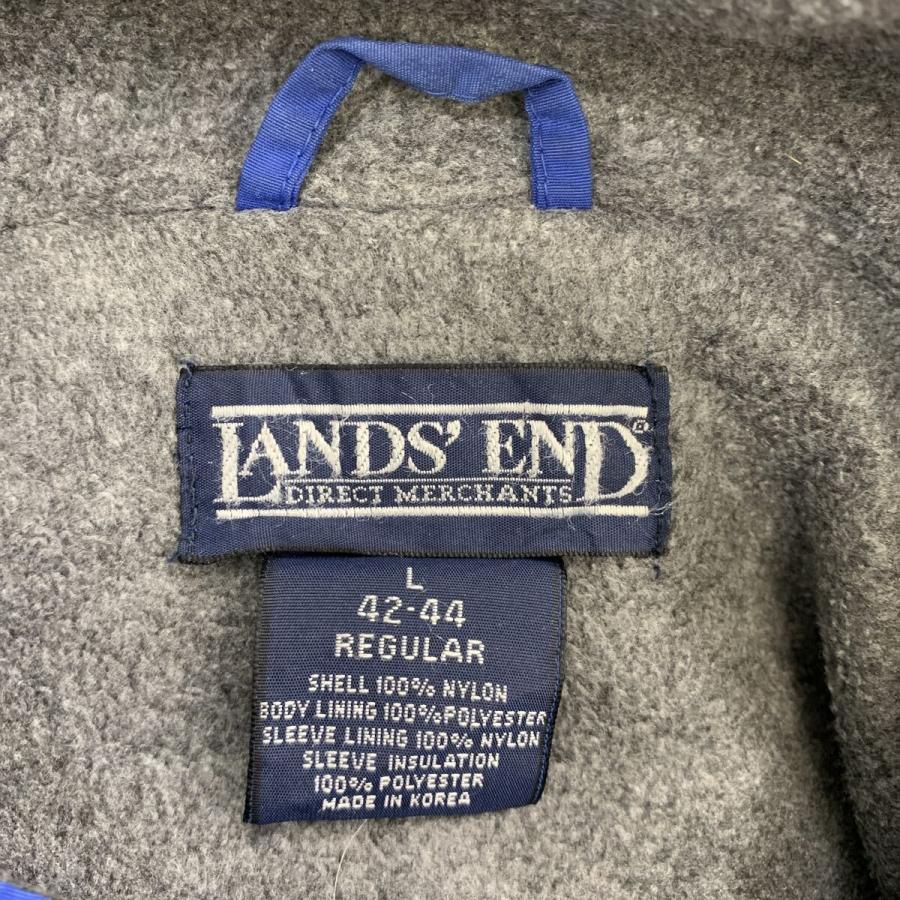 LANDS' END®
DIRECT MERCHANTS
L
42-44
REGULAR
SHELL 100% NYLON
BODY LINING 100% POLYESTER
SLEEVE LINING 100% NYLON
SLEEVE INSULATION
100% POLYESTER
MADE IN KOREA